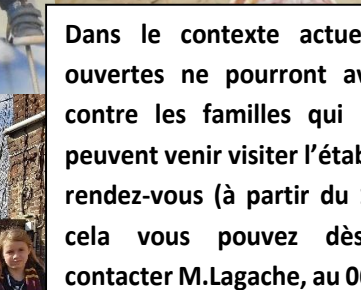 Dans le contexte actue
ouvertes ne pourront av
contre les familles qui
peuvent venir visiter l’étab
rendez-vous (à partir du
cela vous pouvez dès
contacter M.Lagache, au 0